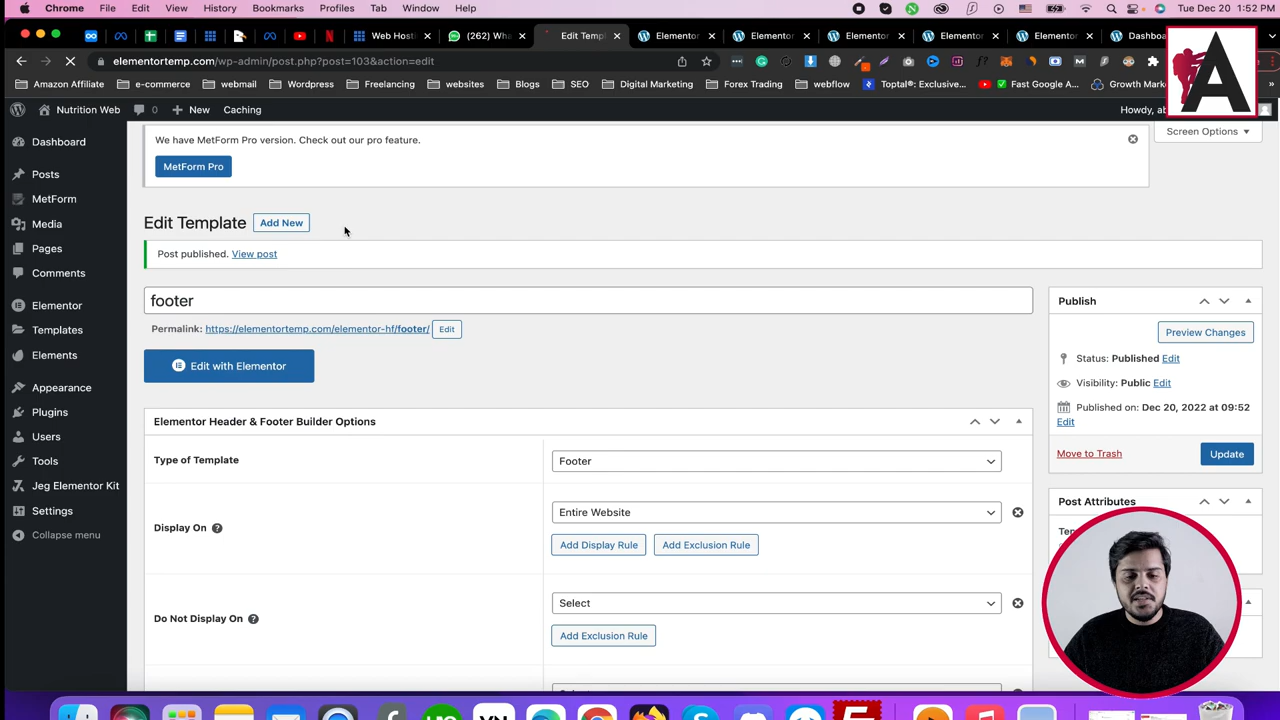 Chrome File Edit View History Bookmarks Profiles Tab Window Help Tue Dec 20 1:52 PM
Web Hosti (262) Wha Edit Temp Elementor Elementor Elementor Elementor Elementor Dashboa
elementortemp.com/wp-admin/post.php?post=103&action=edit
Amazon Affiliate e-commerce webmail Wordpress Freelancing websites Blogs SEO Digital Marketing Forex Trading webflow Toptal®: Exclusive... Fast Google A... Growth Marke
Nutrition Web 0 New Caching Howdy, ab
A
Screen Options
We have MetForm Pro version. Check out our pro feature.
MetForm Pro
Dashboard
Posts
MetForm
Media
Pages
Comments
Elementor
Templates
Elements
Appearance
Plugins
Users
Tools
Jeg Elementor Kit
Settings
Collapse menu
Edit Template Add New
Post published. View post
footer
Permalink: https://elementortemp.com/elementor-hf/footer/ Edit
Edit with Elementor
Elementor Header & Footer Builder Options
Type of Template Footer
Display On Entire Website
Add Display Rule Add Exclusion Rule
Do Not Display On Select
Add Exclusion Rule
Publish
Preview Changes
Status: Published Edit
Visibility: Public Edit
Published on: Dec 20, 2022 at 09:52
Edit
Move to Trash Update
Post Attributes